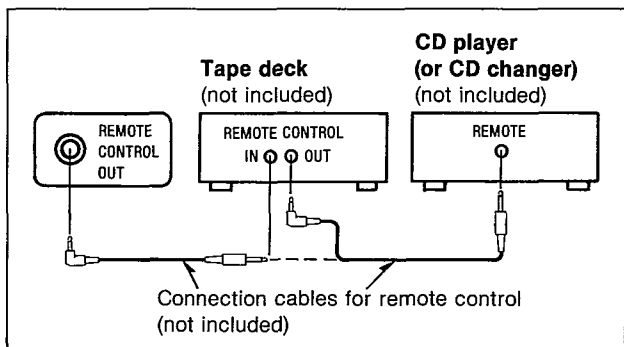 CD player
(or CD changer)
(not included)
Tape deck
(not included)
REMOTE
CONTROL
OUT
REMOTE CONTROL
IN OUT
REMOTE
Connection cables for remote control
(not included)